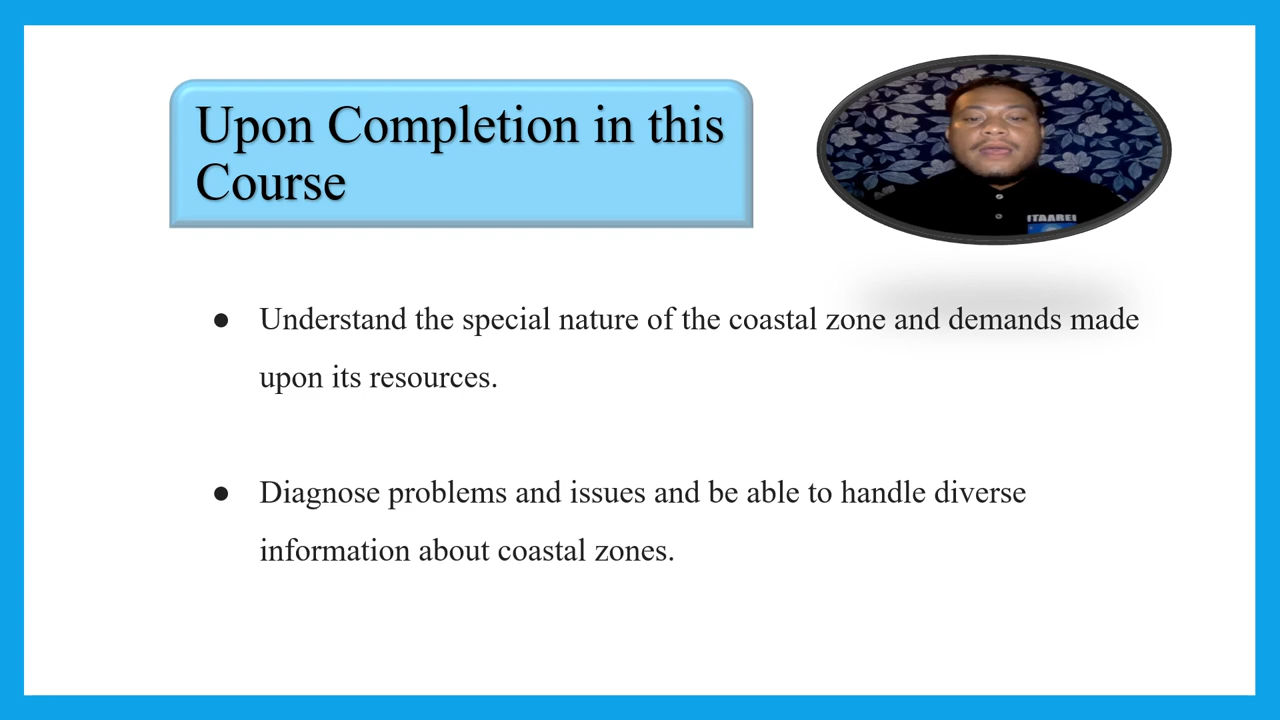 Upon Completion in this
Course
ITAAREI
● Understand the special nature of the coastal zone and demands made
upon its resources.
● Diagnose problems and issues and be able to handle diverse
information about coastal zones.